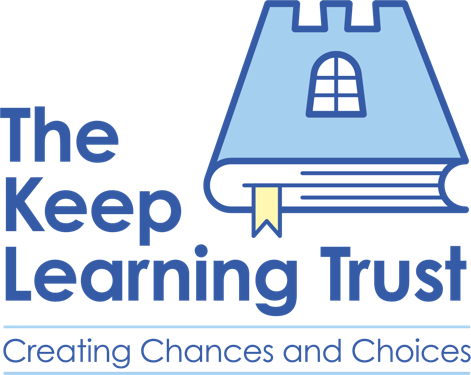 The
Keep
Learning Trust
Creating Chances and Choices